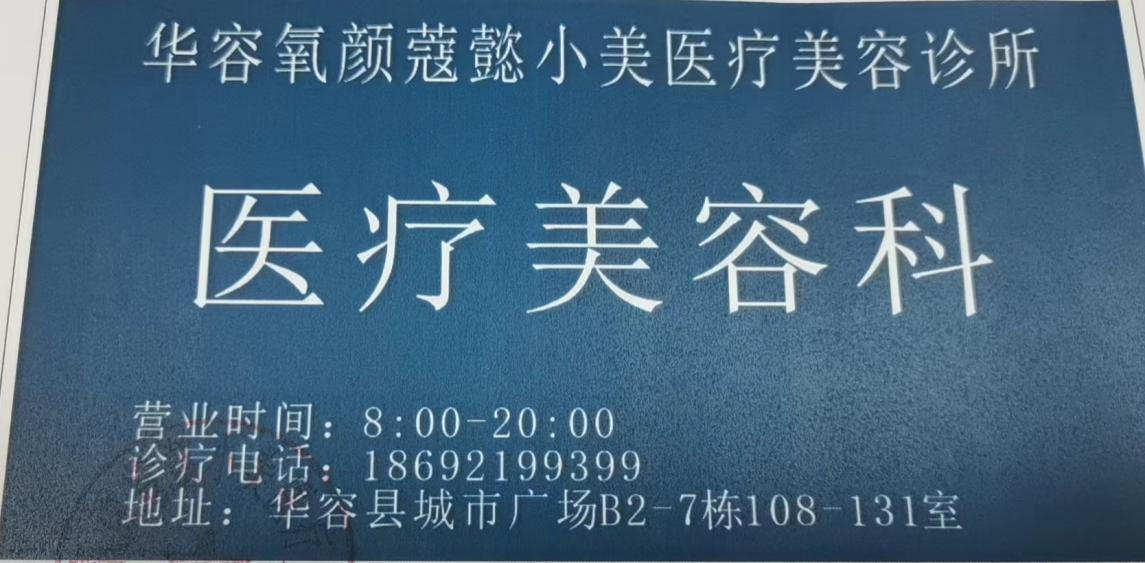 华容氧颜蔻懿小美医疗美容诊所
医疗美容科
营业时间：8:00-20:00
诊疗电话：18692199399
地址：华容县城市广场B2-7栋108-131室